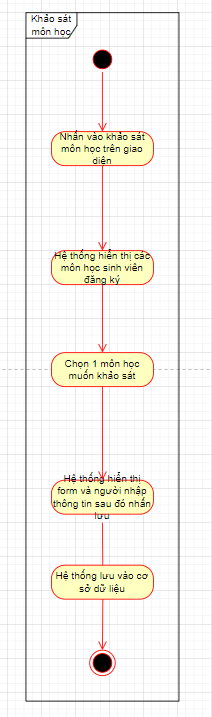 Khảo sát
môn học
Nhấn vào khảo sát
môn học trên giao
diện
Hệ thống hiển thị các
môn học sinh viên
đăng ký
Chọn 1 môn học
muốn khảo sát
Hệ thống hiển thị
form và người nhập
thông tin sau đó nhấn
lưu
Hệ thống lưu vào cơ
sở dữ liệu